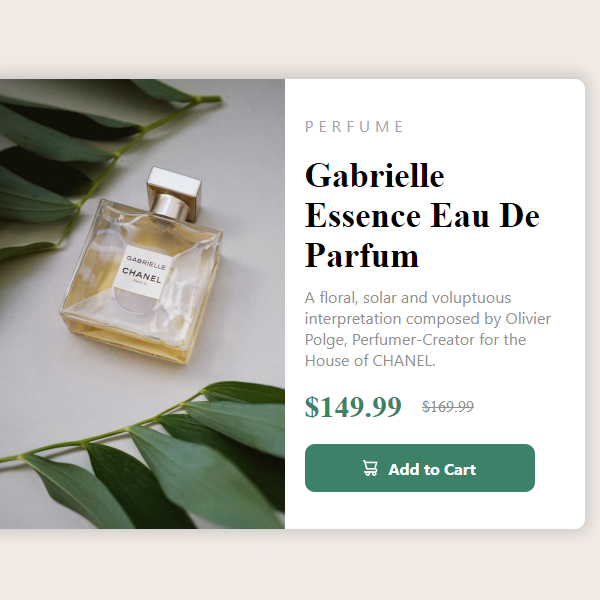 GABRIELLE
CHANEL
PARIS
PERFUME
Gabrielle
Essence Eau De
Parfum
A floral, solar and voluptuous
interpretation composed by Olivier
Polge, Perfumer-Creator for the
House of CHANEL.
$149.99 $169.99
Add to Cart